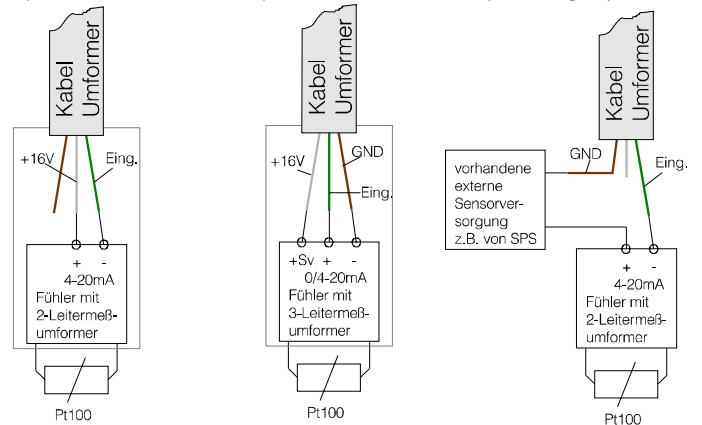 Kabel
Umformer
+16V
Eing.
+ -
4-20mA
Fühler mit
2-Leitermeß-
umformer
Pt100
Kabel
Umformer
+16V
GND
Eing.
+Sv + -
0/4-20mA
Fühler mit
3-Leitermeß-
umformer
Pt100
Kabel
Umformer
vorhandene
externe
Sensorver-
sorgung
z.B. von SPS
GND
Eing.
+ -
4-20mA
Fühler mit
2-Leitermeß-
umformer
Pt100